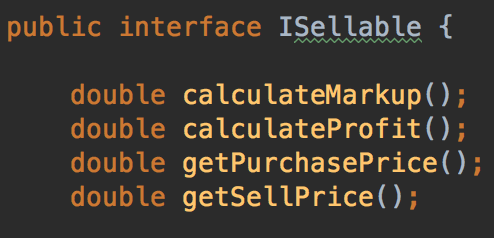 public interface ISellable {
double calculateMarkup();
double calculateProfit();
double getPurchasePrice();
double getSellPrice();